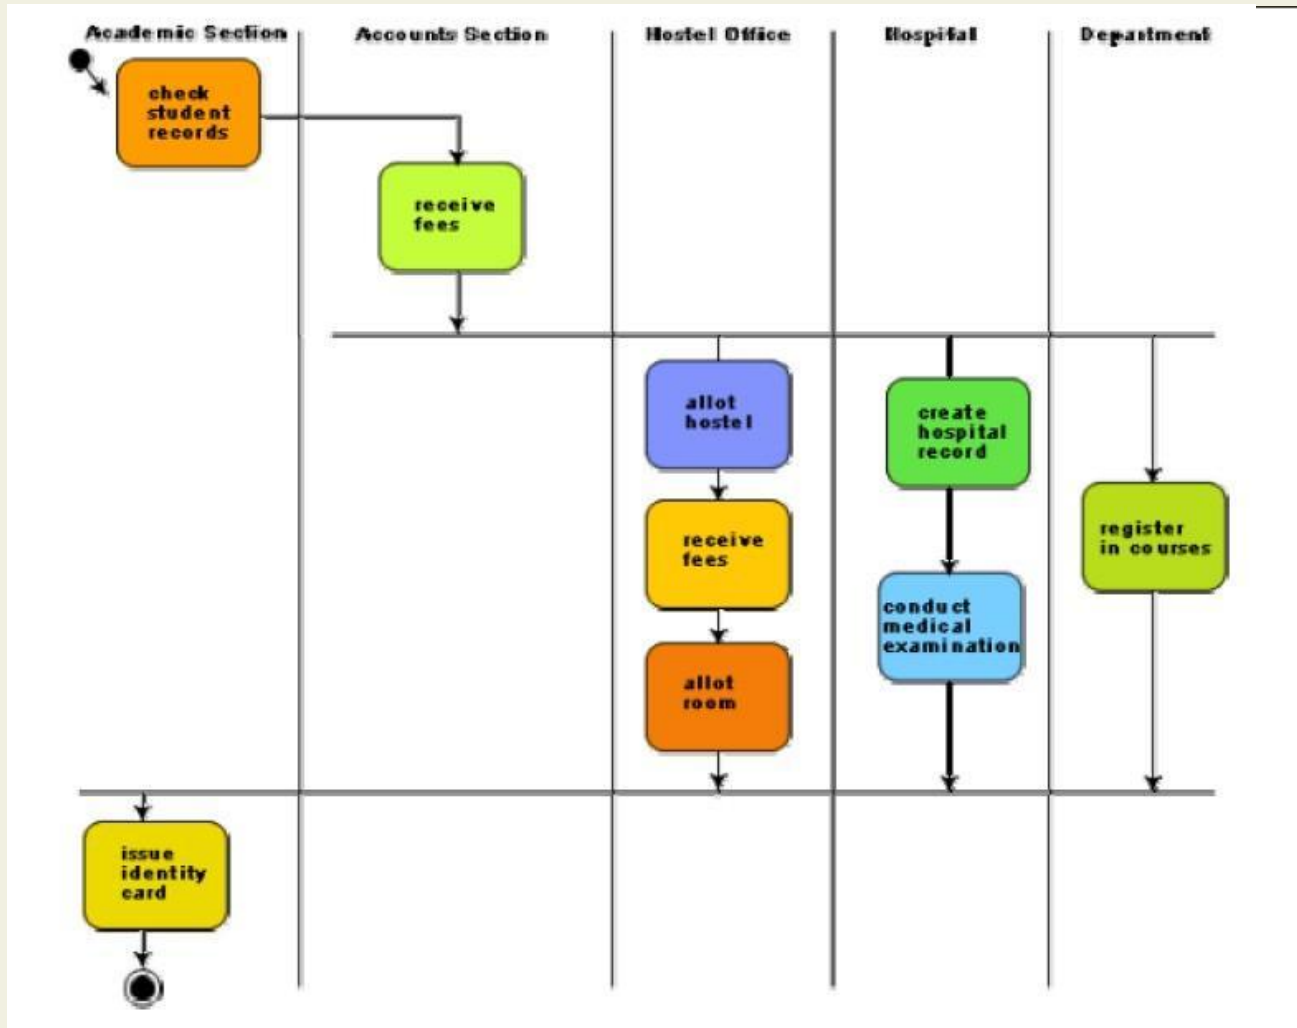 Academic Section
Accounts Section
Hostel Office
Hospital
Department
check
student
records
receive
fees
allot
hostel
receive
fees
allot
room
create
hospital
record
conduct
medical
examination
register
in courses
issue
identity
card